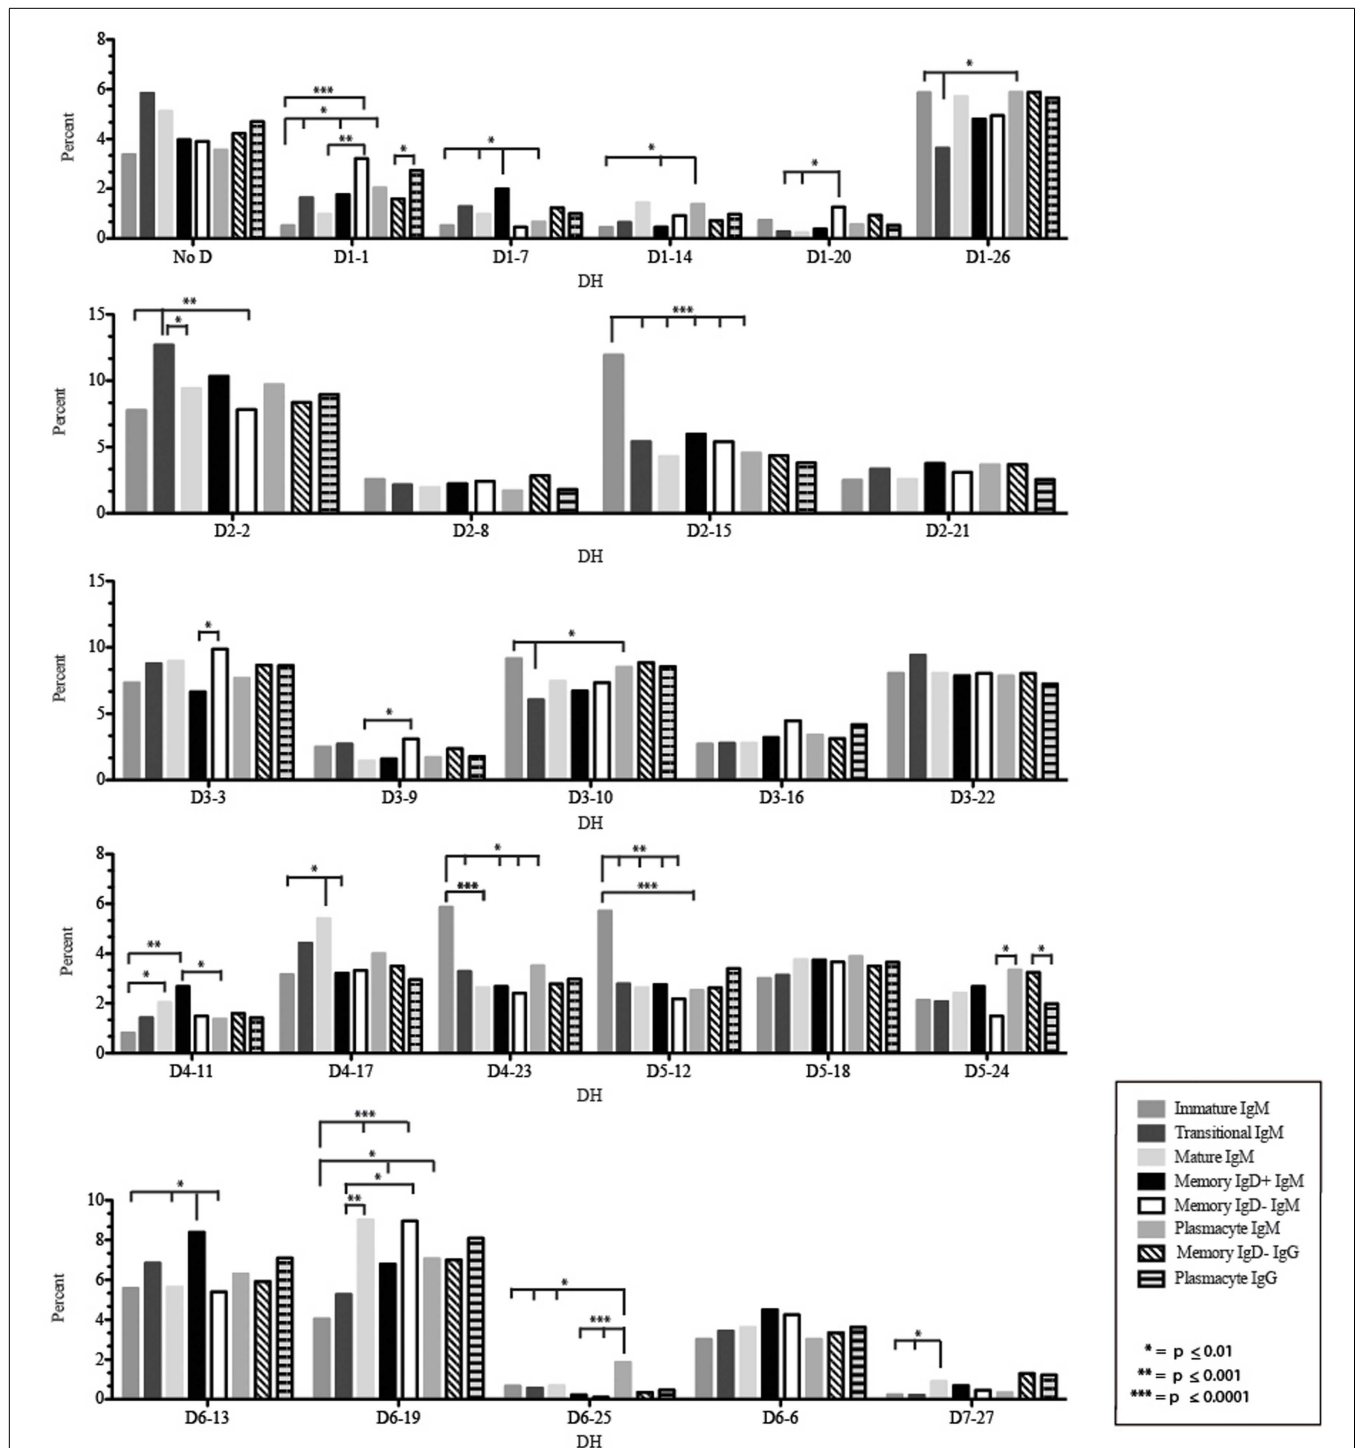 8
6
4
2
0
Percent
***
*
**
*
*
*
*
*
No D D1-1 D1-7 D1-14 D1-20 D1-26
DH
15
10
5
0
Percent
**
*
***
D2-2 D2-8 D2-15 D2-21
DH
15
10
5
0
Percent
*
*
*
D3-3 D3-9 D3-10 D3-16 D3-22
DH
8
6
4
2
0
Percent
**
*
*
*
*
***
**
***
*
*
D4-11 D4-17 D4-23 D5-12 D5-18 D5-24
DH
10
8
6
4
2
0
Percent
*
***
*
*
**
*
***
*
D6-13 D6-19 D6-25 D6-6 D7-27
DH
Immature IgM
Transitional IgM
Mature IgM
Memory IgD+ IgM
Memory IgD- IgM
Plasmacyte IgM
Memory IgD- IgG
Plasmacyte IgG
* = p ≤ 0.01
** = p ≤ 0.001
*** = p ≤ 0.0001